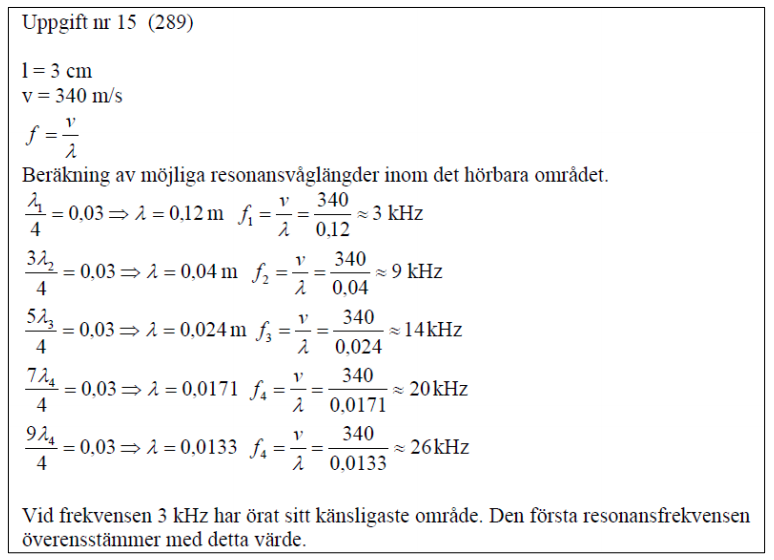 Uppgift nr 15 (289)
l = 3 cm
v = 340 m/s
f = v/λ
Beräkning av möjliga resonansvåglängder inom det hörbara området.
λ₁/4 = 0,03 ⇒ λ = 0,12 m f₁ = v/λ = 340/0,12 ≈ 3 kHz
3λ₂/4 = 0,03 ⇒ λ = 0,04 m f₂ = v/λ = 340/0,04 ≈ 9 kHz
5λ₃/4 = 0,03 ⇒ λ = 0,024 m f₃ = v/λ = 340/0,024 ≈ 14 kHz
7λ₄/4 = 0,03 ⇒ λ = 0,0171 f₄ = v/λ = 340/0,0171 ≈ 20 kHz
9λ₄/4 = 0,03 ⇒ λ = 0,0133 f₄ = v/λ = 340/0,0133 ≈ 26 kHz
Vid frekvensen 3 kHz har örat sitt känsligaste område. Den första resonansfrekvensen
överensstämmer med detta värde.